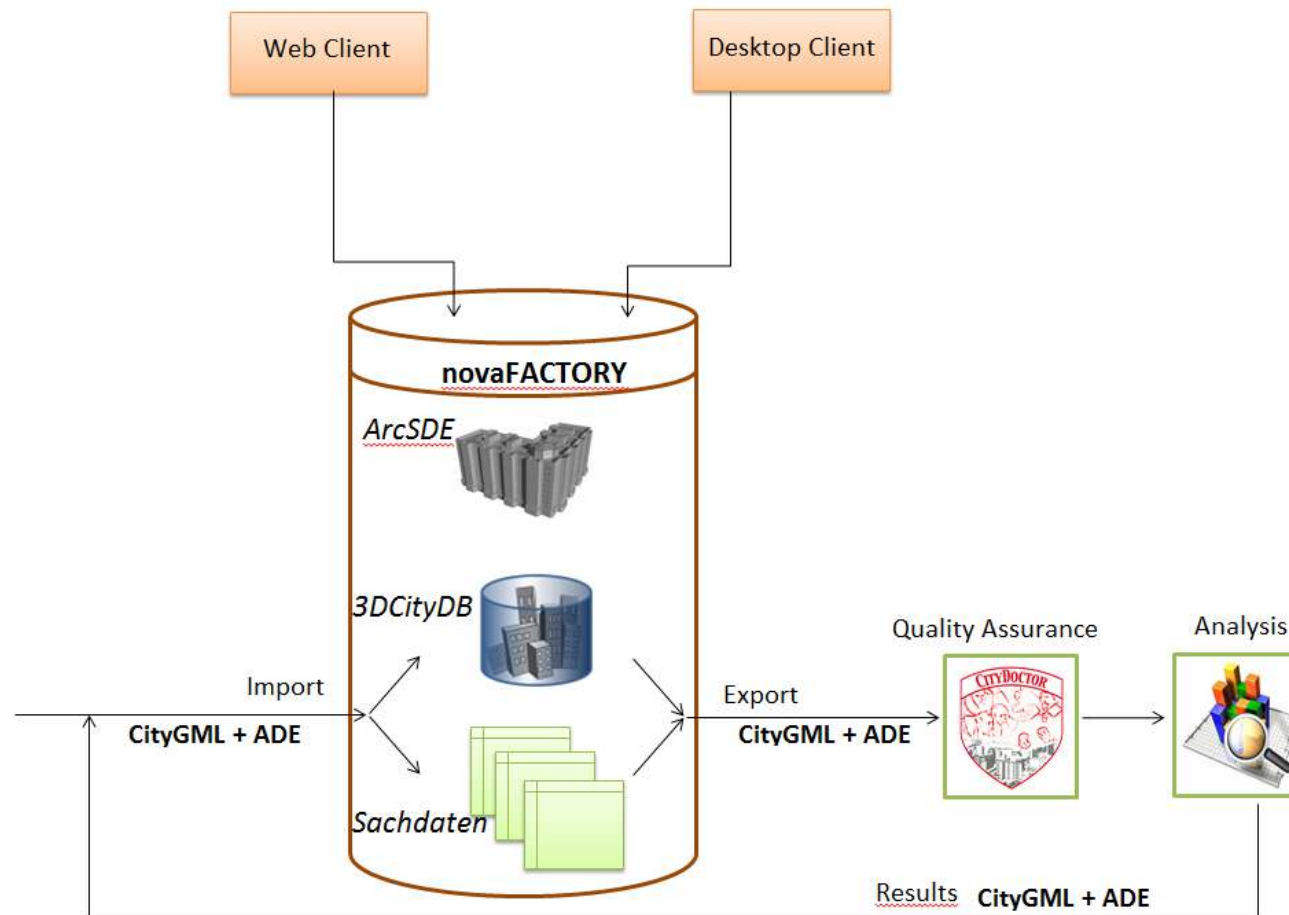 Web Client
Desktop Client
novaFACTORY
ArcSDE
3DCityDB
Quality Assurance
Analysis
CITYDOCTOR
Import
Export
CityGML + ADE
CityGML + ADE
Sachdaten
Results CityGML + ADE